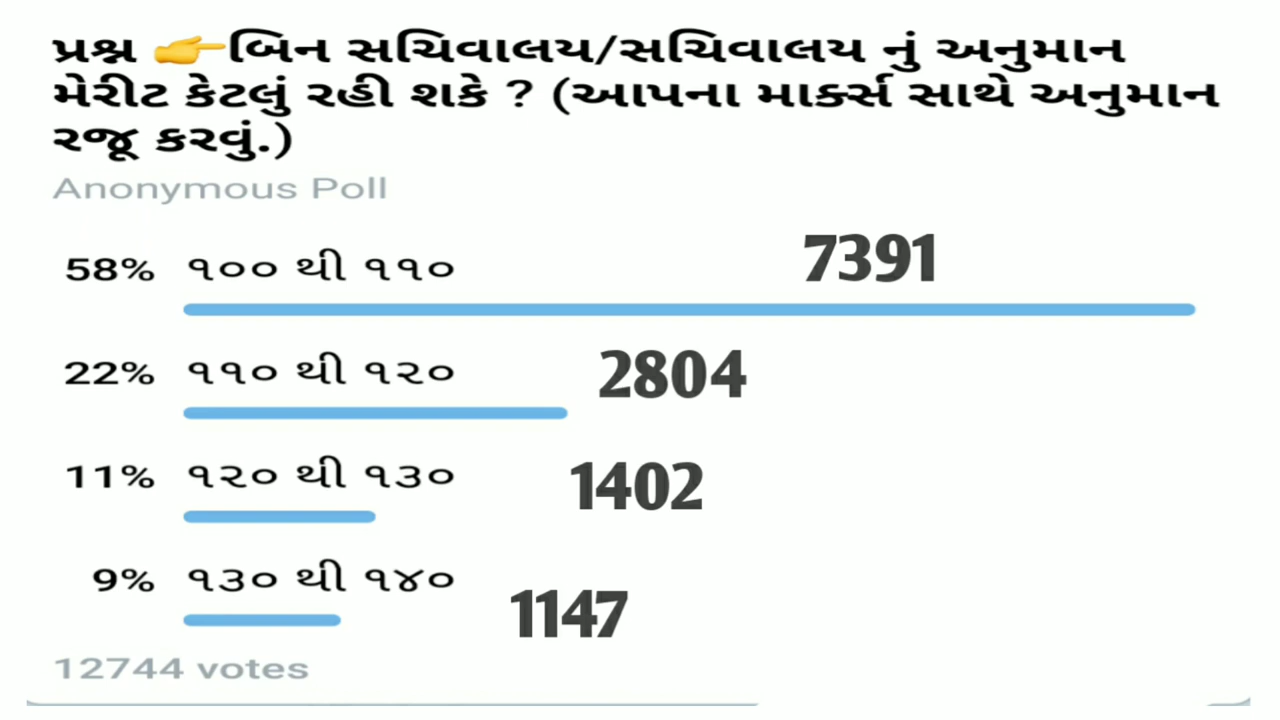 પ્રશ્ન 👉બિન સચિવાલય/સચિવાલય નું અનુમાન
મેરીટ કેટલું રહી શકે ? (આપના માર્ક્સ સાથે અનુમાન
રજૂ કરવું.)
Anonymous Poll
58% ૧૦૦ થી ૧૧૦ 7391
22% ૧૧૦ થી ૧૨૦ 2804
11% ૧૨૦ થી ૧૩૦ 1402
9% ૧૩૦ થી ૧૪૦ 1147
12744 votes